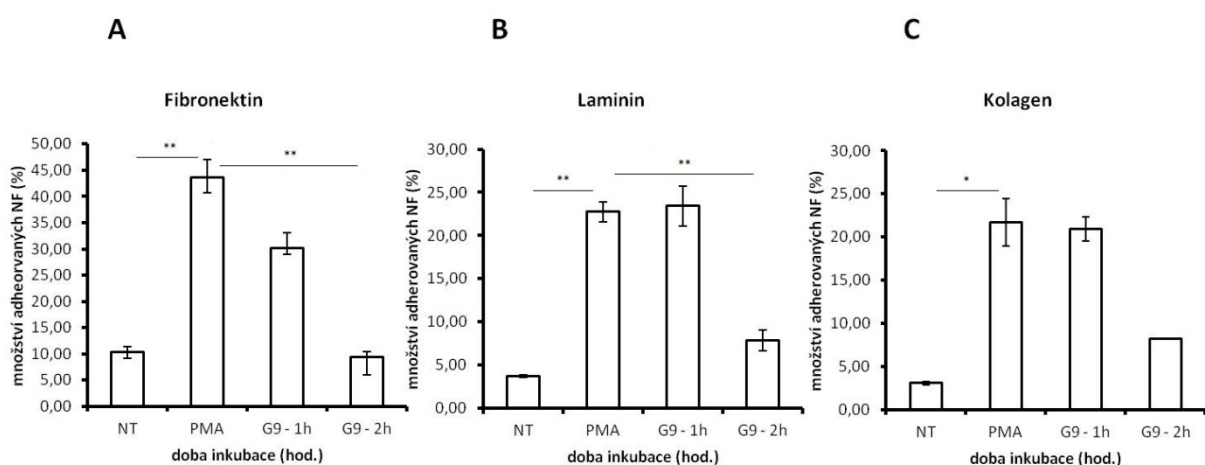 A
Fibronektin
množství adheorvaných NF (%)
50,00
45,00
40,00
35,00
30,00
25,00
20,00
15,00
10,00
5,00
0,00
**
**
NT PMA G9 - 1h G9 - 2h
doba inkubace (hod.)
B
Laminin
množství adherovaných NF (%)
30,00
25,00
20,00
15,00
10,00
5,00
0,00
**
**
NT PMA G9 - 1h G9 - 2h
doba inkubace (hod.)
C
Kolagen
množství adherovaných NF (%)
30,00
25,00
20,00
15,00
10,00
5,00
0,00
*
NT PMA G9 - 1h G9 - 2h
doba inkubace (hod.)